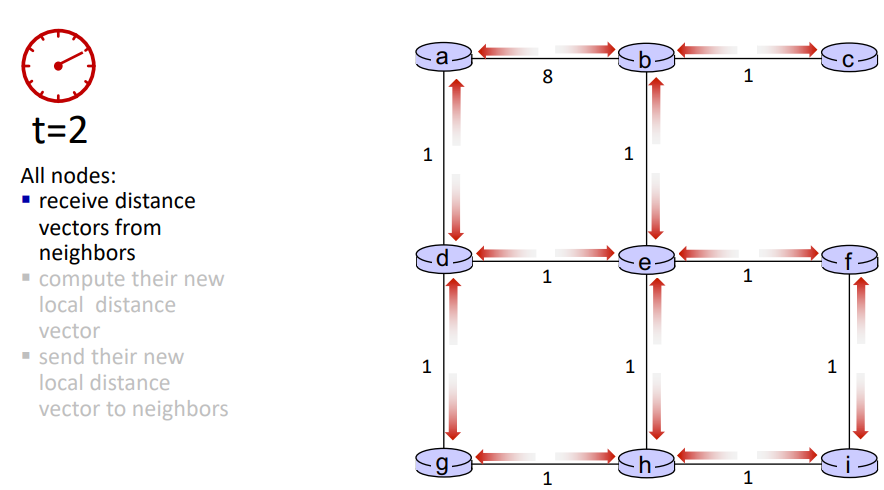 t=2
All nodes:
▪ receive distance
vectors from
neighbors
▪ compute their new
local distance
vector
▪ send their new
local distance
vector to neighbors
a b c
8 1
1 1
d e f
1 1
1 1 1
g h i
1 1